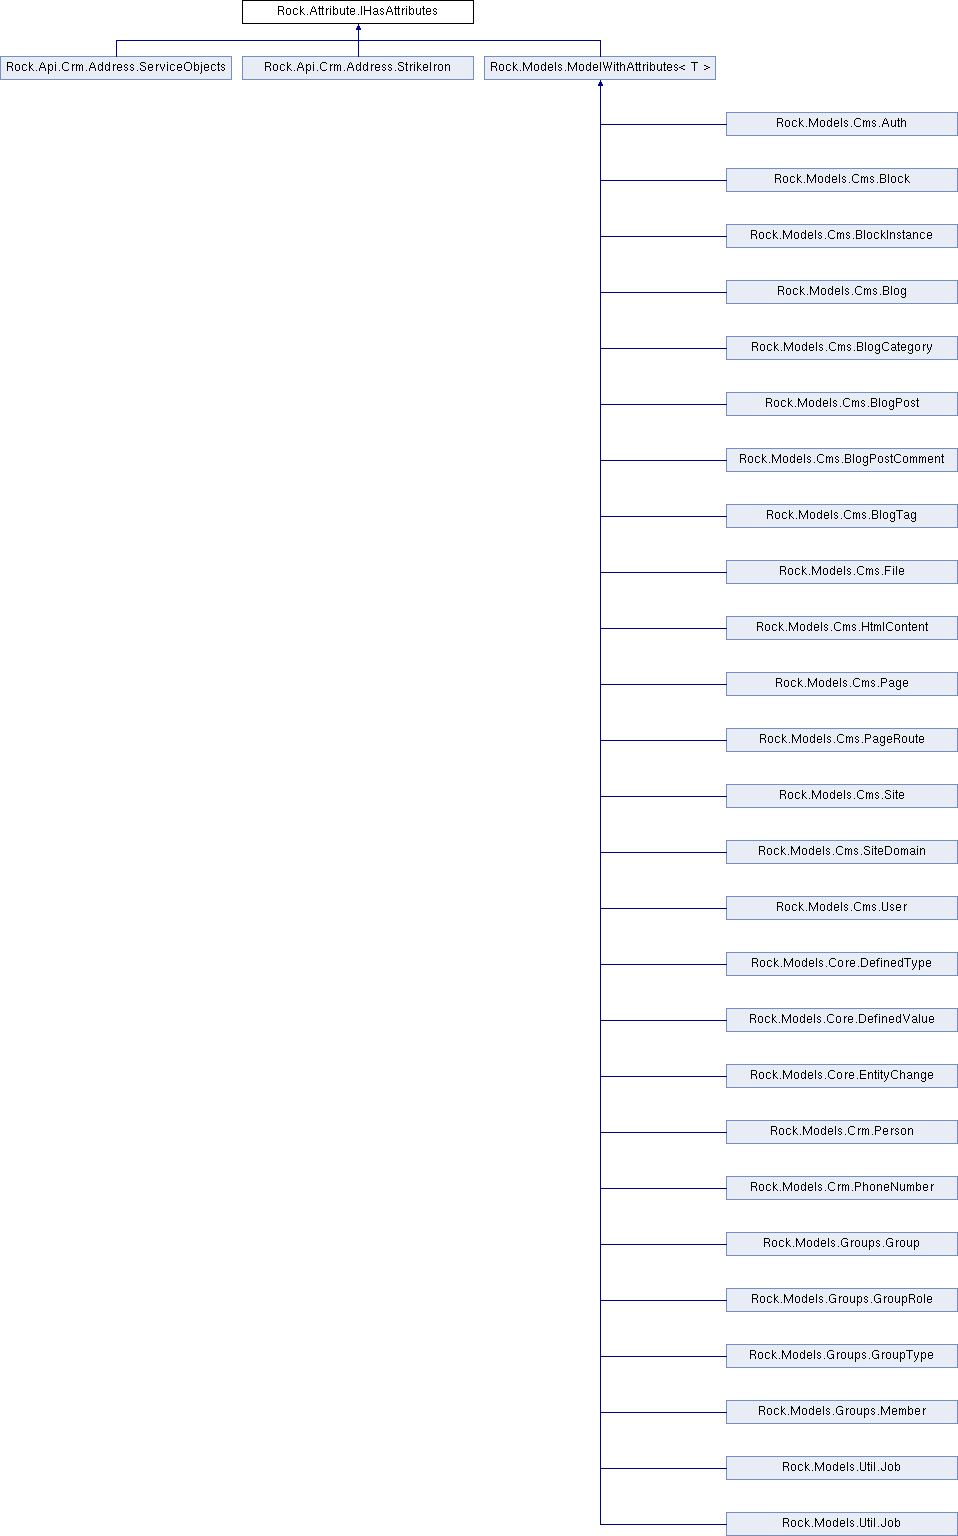 Rock.Attribute.IHasAttributes
Rock.Api.Crm.Address.ServiceObjects
Rock.Api.Crm.Address.StrikeIron
Rock.Models.ModelWithAttributes< T >
Rock.Models.Cms.Auth
Rock.Models.Cms.Block
Rock.Models.Cms.BlockInstance
Rock.Models.Cms.Blog
Rock.Models.Cms.BlogCategory
Rock.Models.Cms.BlogPost
Rock.Models.Cms.BlogPostComment
Rock.Models.Cms.BlogTag
Rock.Models.Cms.File
Rock.Models.Cms.HtmlContent
Rock.Models.Cms.Page
Rock.Models.Cms.PageRoute
Rock.Models.Cms.Site
Rock.Models.Cms.SiteDomain
Rock.Models.Cms.User
Rock.Models.Core.DefinedType
Rock.Models.Core.DefinedValue
Rock.Models.Core.EntityChange
Rock.Models.Crm.Person
Rock.Models.Crm.PhoneNumber
Rock.Models.Groups.Group
Rock.Models.Groups.GroupRole
Rock.Models.Groups.GroupType
Rock.Models.Groups.Member
Rock.Models.Util.Job
Rock.Models.Util.Job